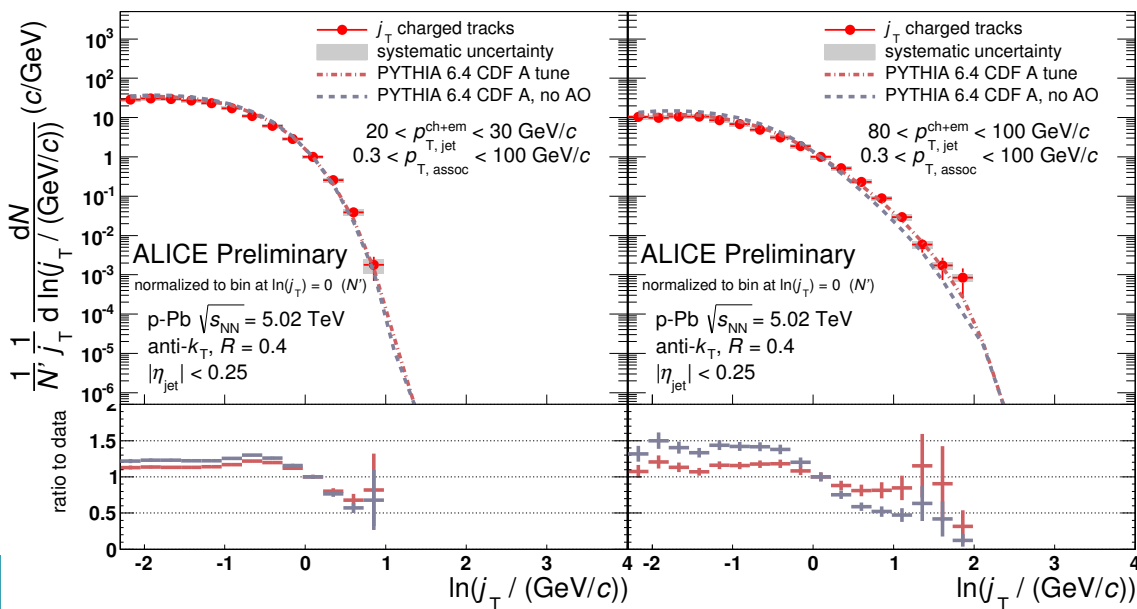 1/N' 1/j_T dN/d ln(j_T / (GeV/c)) (c/GeV)
10^3
10^2
10
1
10^-1
10^-2
10^-3
10^-4
10^-5
10^-6
j_T charged tracks
systematic uncertainty
PYTHIA 6.4 CDF A tune
PYTHIA 6.4 CDF A, no AO
20 < p_T, jet^ch+em < 30 GeV/c
0.3 < p_T, assoc < 100 GeV/c
ALICE Preliminary
normalized to bin at ln(j_T) = 0 (N')
p-Pb √s_NN = 5.02 TeV
anti-k_T, R = 0.4
|η_jet| < 0.25
j_T charged tracks
systematic uncertainty
PYTHIA 6.4 CDF A tune
PYTHIA 6.4 CDF A, no AO
80 < p_T, jet^ch+em < 100 GeV/c
0.3 < p_T, assoc < 100 GeV/c
ALICE Preliminary
normalized to bin at ln(j_T) = 0 (N')
p-Pb √s_NN = 5.02 TeV
anti-k_T, R = 0.4
|η_jet| < 0.25
ratio to data
2
1.5
1
0.5
0
-2 -1 0 1 2 3 4
-2 -1 0 1 2 3 4
ln(j_T / (GeV/c))
ln(j_T / (GeV/c))